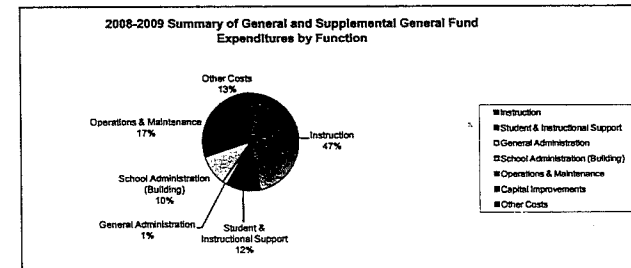 2008-2009 Summary of General and Supplemental General Fund
Expenditures by Function
Other Costs
13%
Operations & Maintenance
17%
Instruction
47%
School Administration
(Building)
10%
General Administration
1%
Student &
Instructional Support
12%
Instruction
Student & Instructional Support
General Administration
School Administration (Building)
Operations & Maintenance
Capital Improvements
Other Costs